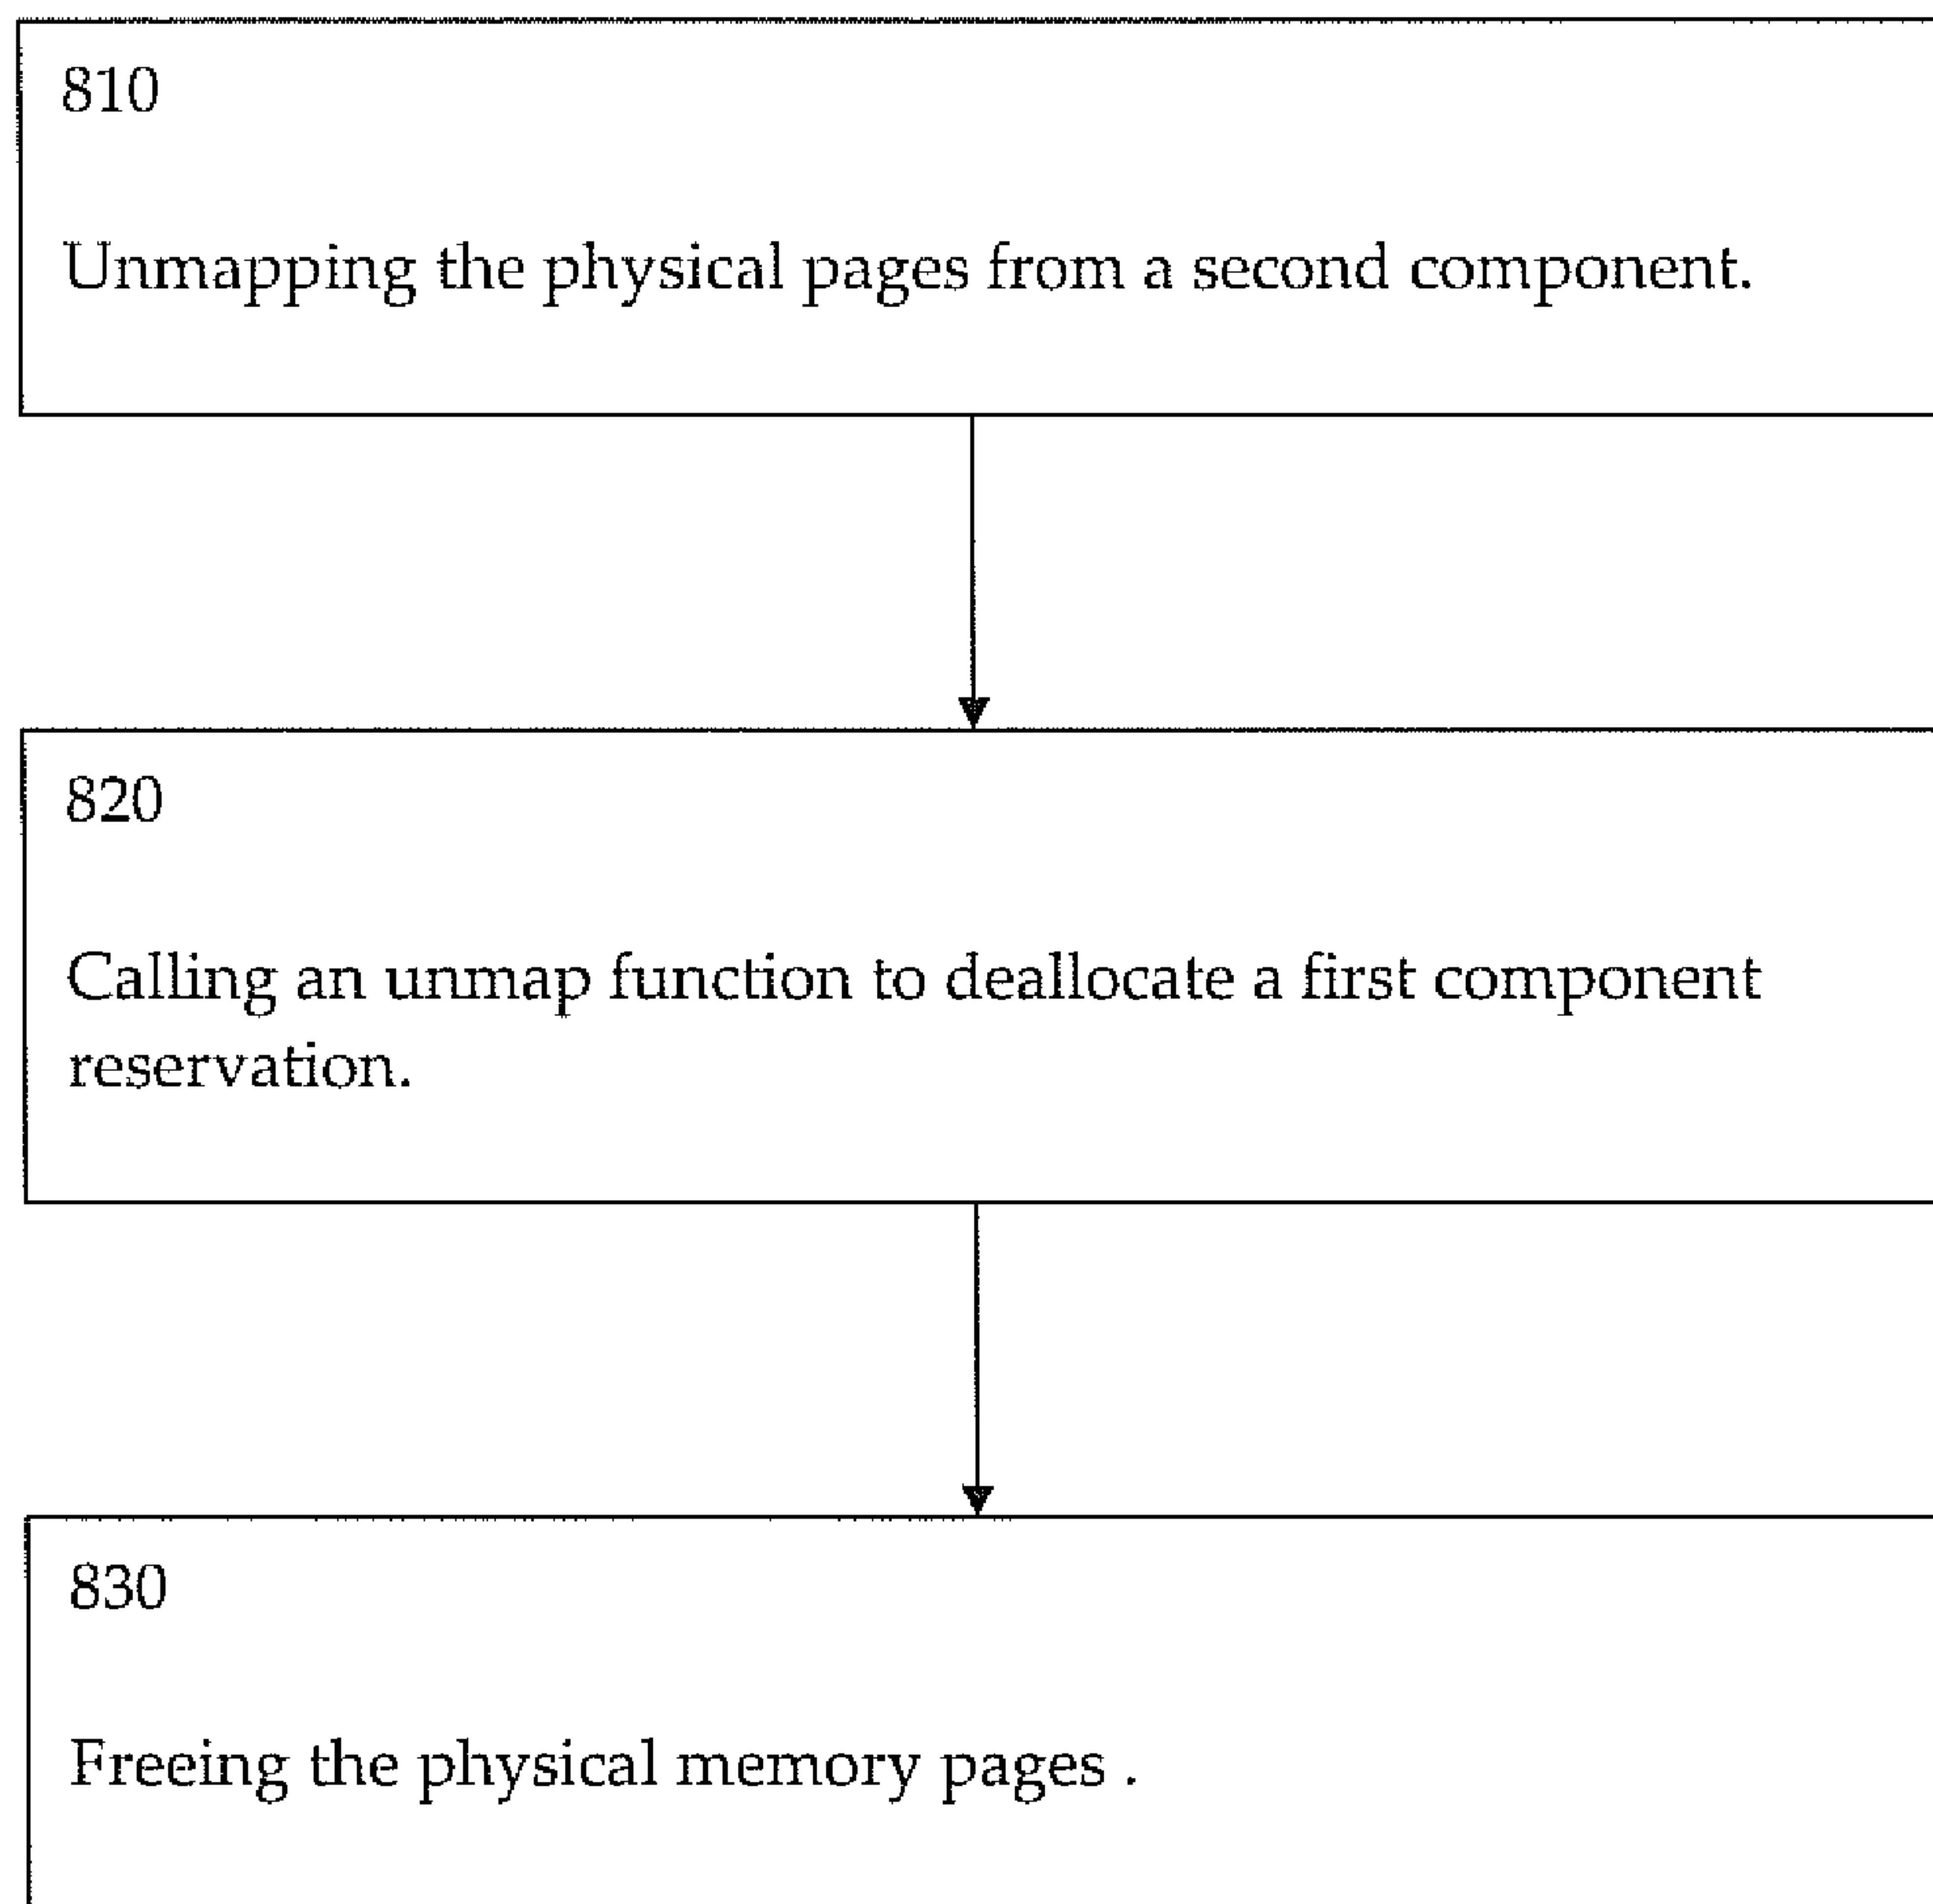 810
Unmapping the physical pages from a second component.
820
Calling an unmap function to deallocate a first component
reservation.
830
Freeing the physical memory pages .